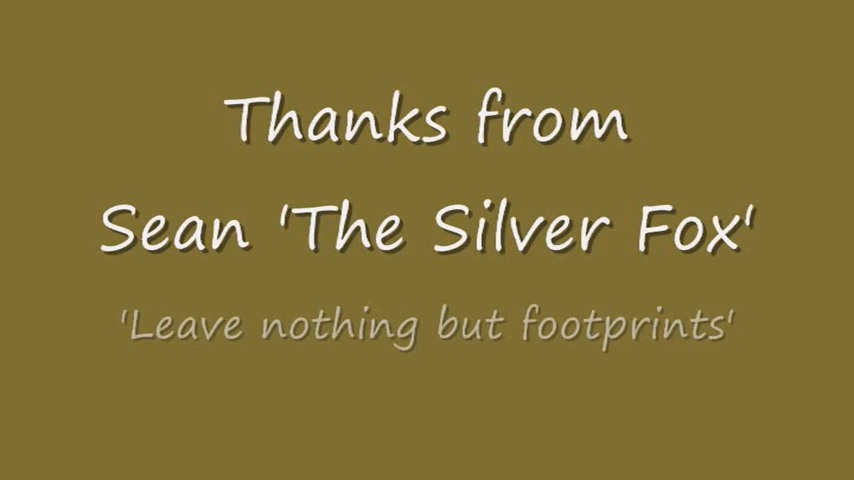 Thanks from
Sean 'The Silver Fox'
'Leave nothing but footprints'